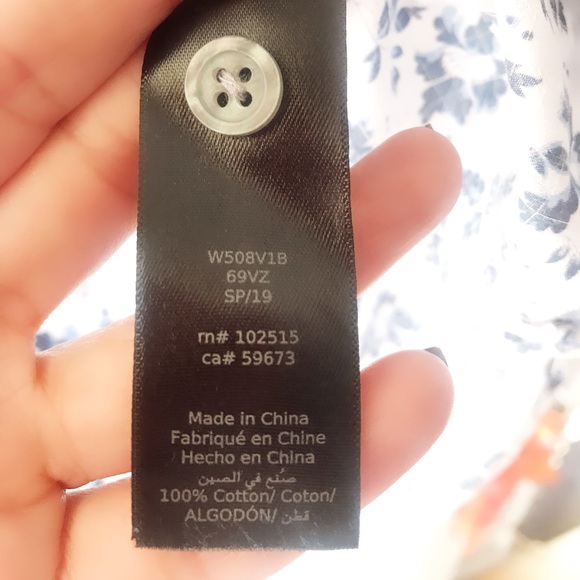 W508V1B
69VZ
SP/19
rn# 102515
ca# 59673
Made in China
Fabriqué en Chine
Hecho en China
صُنع في الصين
100% Cotton/ Coton/
ALGODÓN/ قطن